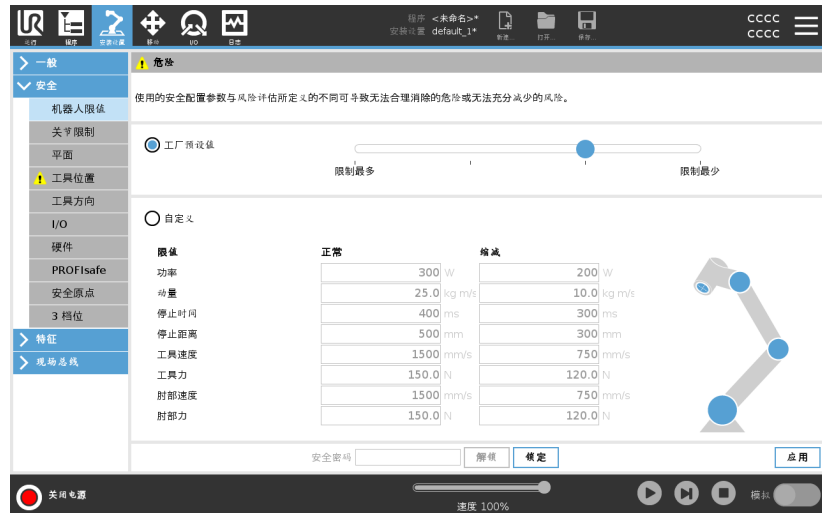 UR
运行
程序
安装设置
移动
I/O
日志
程序 <未命名>*
安装设置 default_1*
新建...
打开...
保存...
cccc
cccc
一般
安全
机器人限值
关节限制
平面
工具位置
工具方向
I/O
硬件
PROFIsafe
安全原点
3 档位
特征
现场总线
危险
使用的安全配置参数与风险评估所定义的不同可导致无法合理消除的危险或无法充分减少的风险。
工厂预设值
限制最多 限制最少
自定义
限值 正常 缩减
功率 300 W 200 W
动量 25.0 kg m/s 10.0 kg m/s
停止时间 400 ms 300 ms
停止距离 500 mm 300 mm
工具速度 1500 mm/s 750 mm/s
工具力 150.0 N 120.0 N
肘部速度 1500 mm/s 750 mm/s
肘部力 150.0 N 120.0 N
安全密码 解锁 锁定 应用
关闭电源
速度 100%
模拟